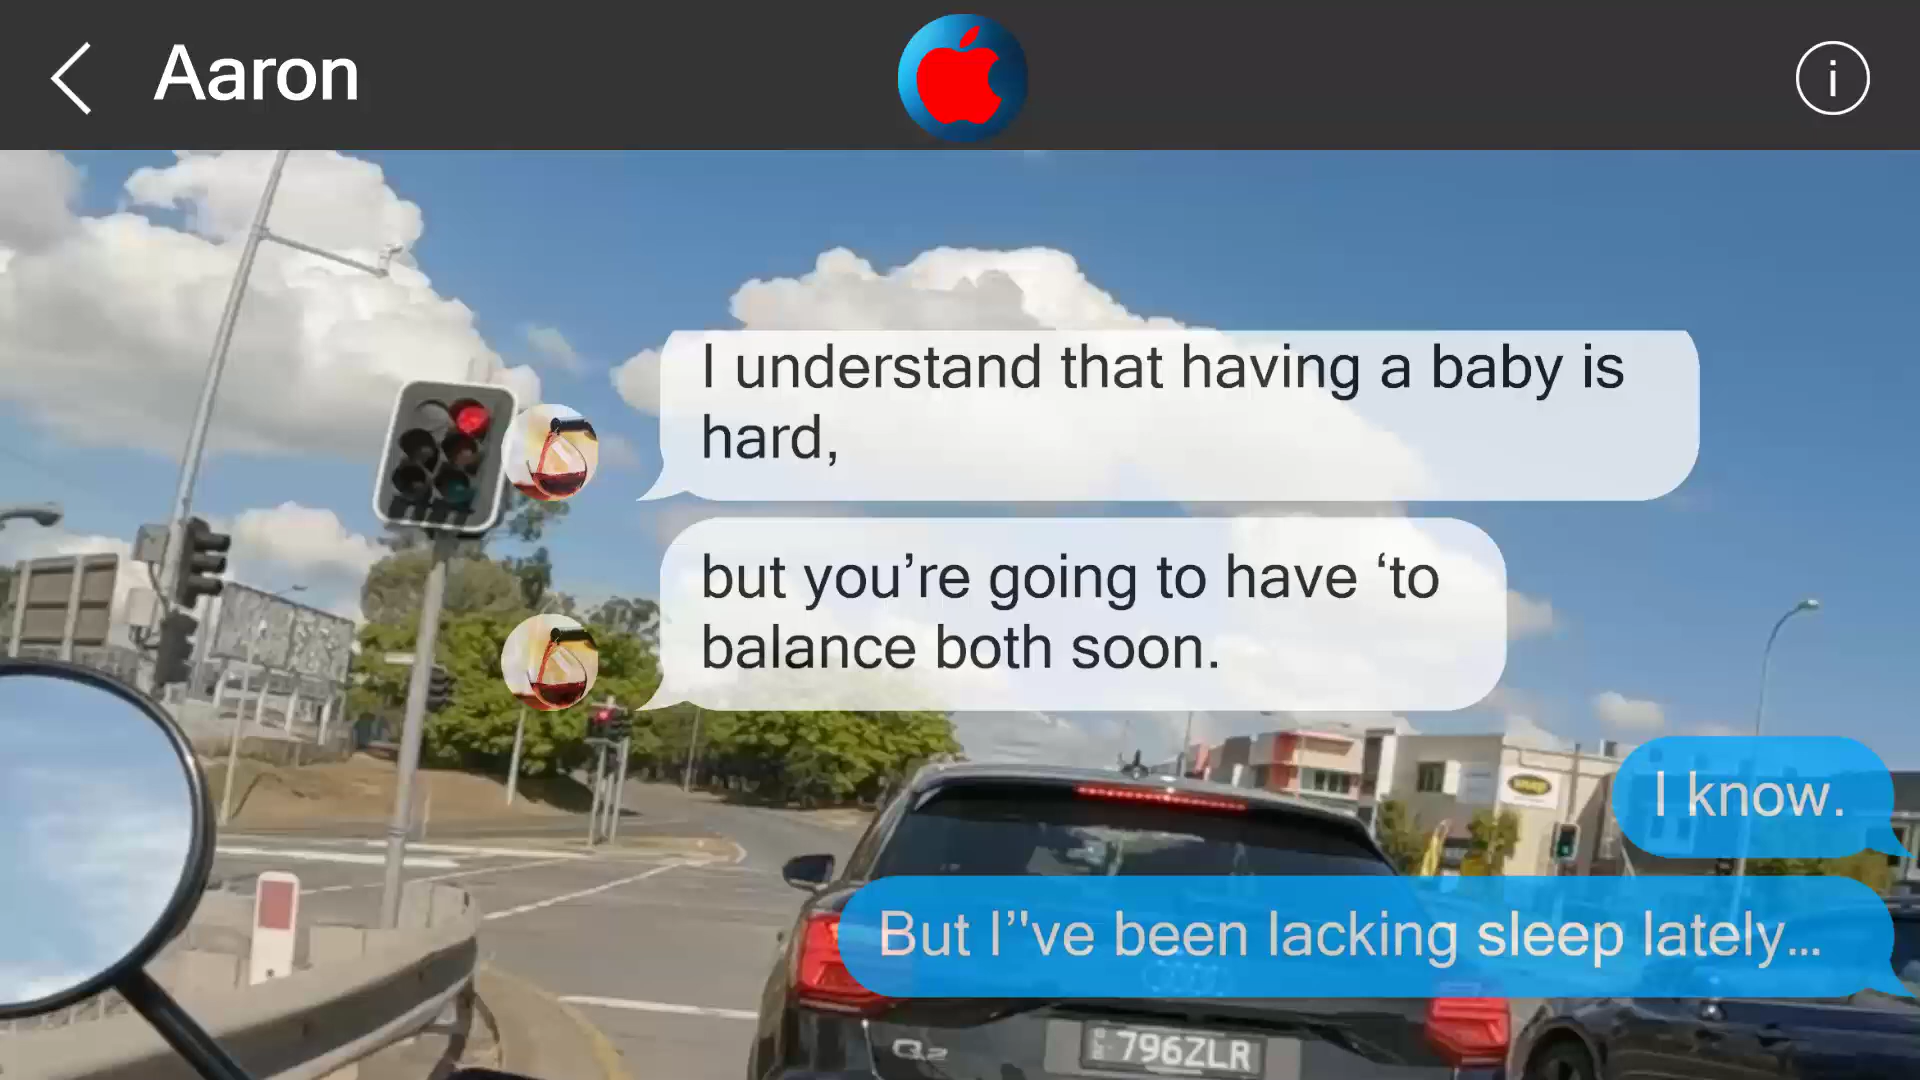 Aaron
i
I understand that having a baby is
hard,
but you’re going to have ‘to
balance both soon.
I know.
But I’"ve been lacking sleep lately...
Q2
796ZLR